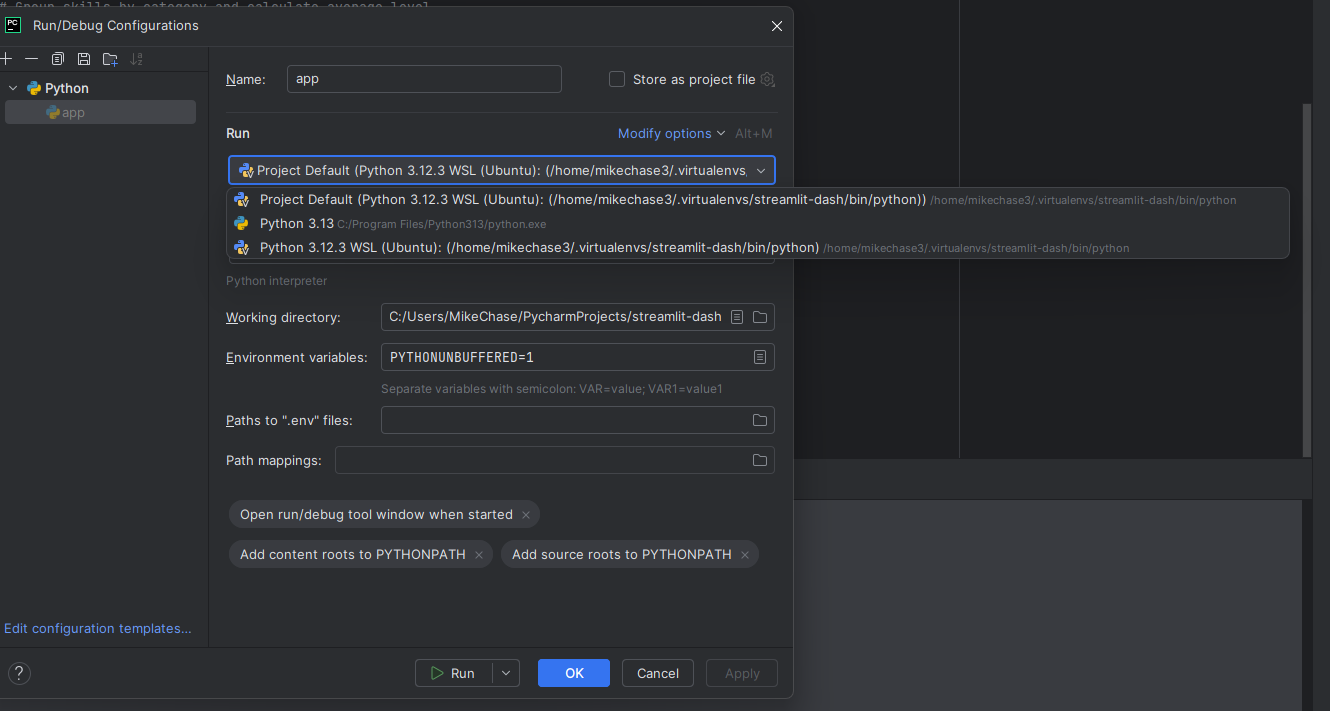 # Group skills by category and calculate average level
PC
Run/Debug Configurations
Python
app
Name:
app
Store as project file
Run
Modify options
Alt+M
Project Default (Python 3.12.3 WSL (Ubuntu): (/home/mikechase3/.virtualenvs
Project Default (Python 3.12.3 WSL (Ubuntu): (/home/mikechase3/.virtualenvs/streamlit-dash/bin/python)) /home/mikechase3/.virtualenvs/streamlit-dash/bin/python
Python 3.13 C:/Program Files/Python313/python.exe
Python 3.12.3 WSL (Ubuntu): (/home/mikechase3/.virtualenvs/streamlit-dash/bin/python) /home/mikechase3/.virtualenvs/streamlit-dash/bin/python
Python interpreter
Working directory:
C:/Users/MikeChase/PycharmProjects/streamlit-dash
Environment variables:
PYTHONUNBUFFERED=1
Separate variables with semicolon: VAR=value; VAR1=value1
Paths to ".env" files:
Path mappings:
Open run/debug tool window when started
Add content roots to PYTHONPATH
Add source roots to PYTHONPATH
Edit configuration templates...
?
Run
OK
Cancel
Apply